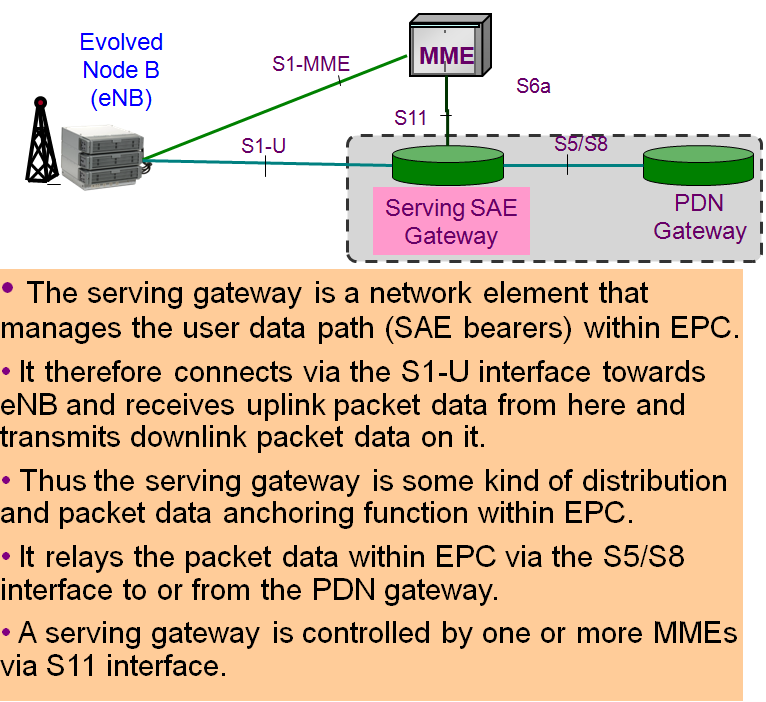 Evolved
Node B
(eNB)
S1-MME
MME
S6a
S11
S1-U
S5/S8
Serving SAE
Gateway
PDN
Gateway
• The serving gateway is a network element that
manages the user data path (SAE bearers) within EPC.
• It therefore connects via the S1-U interface towards
eNB and receives uplink packet data from here and
transmits downlink packet data on it.
• Thus the serving gateway is some kind of distribution
and packet data anchoring function within EPC.
• It relays the packet data within EPC via the S5/S8
interface to or from the PDN gateway.
• A serving gateway is controlled by one or more MMEs
via S11 interface.